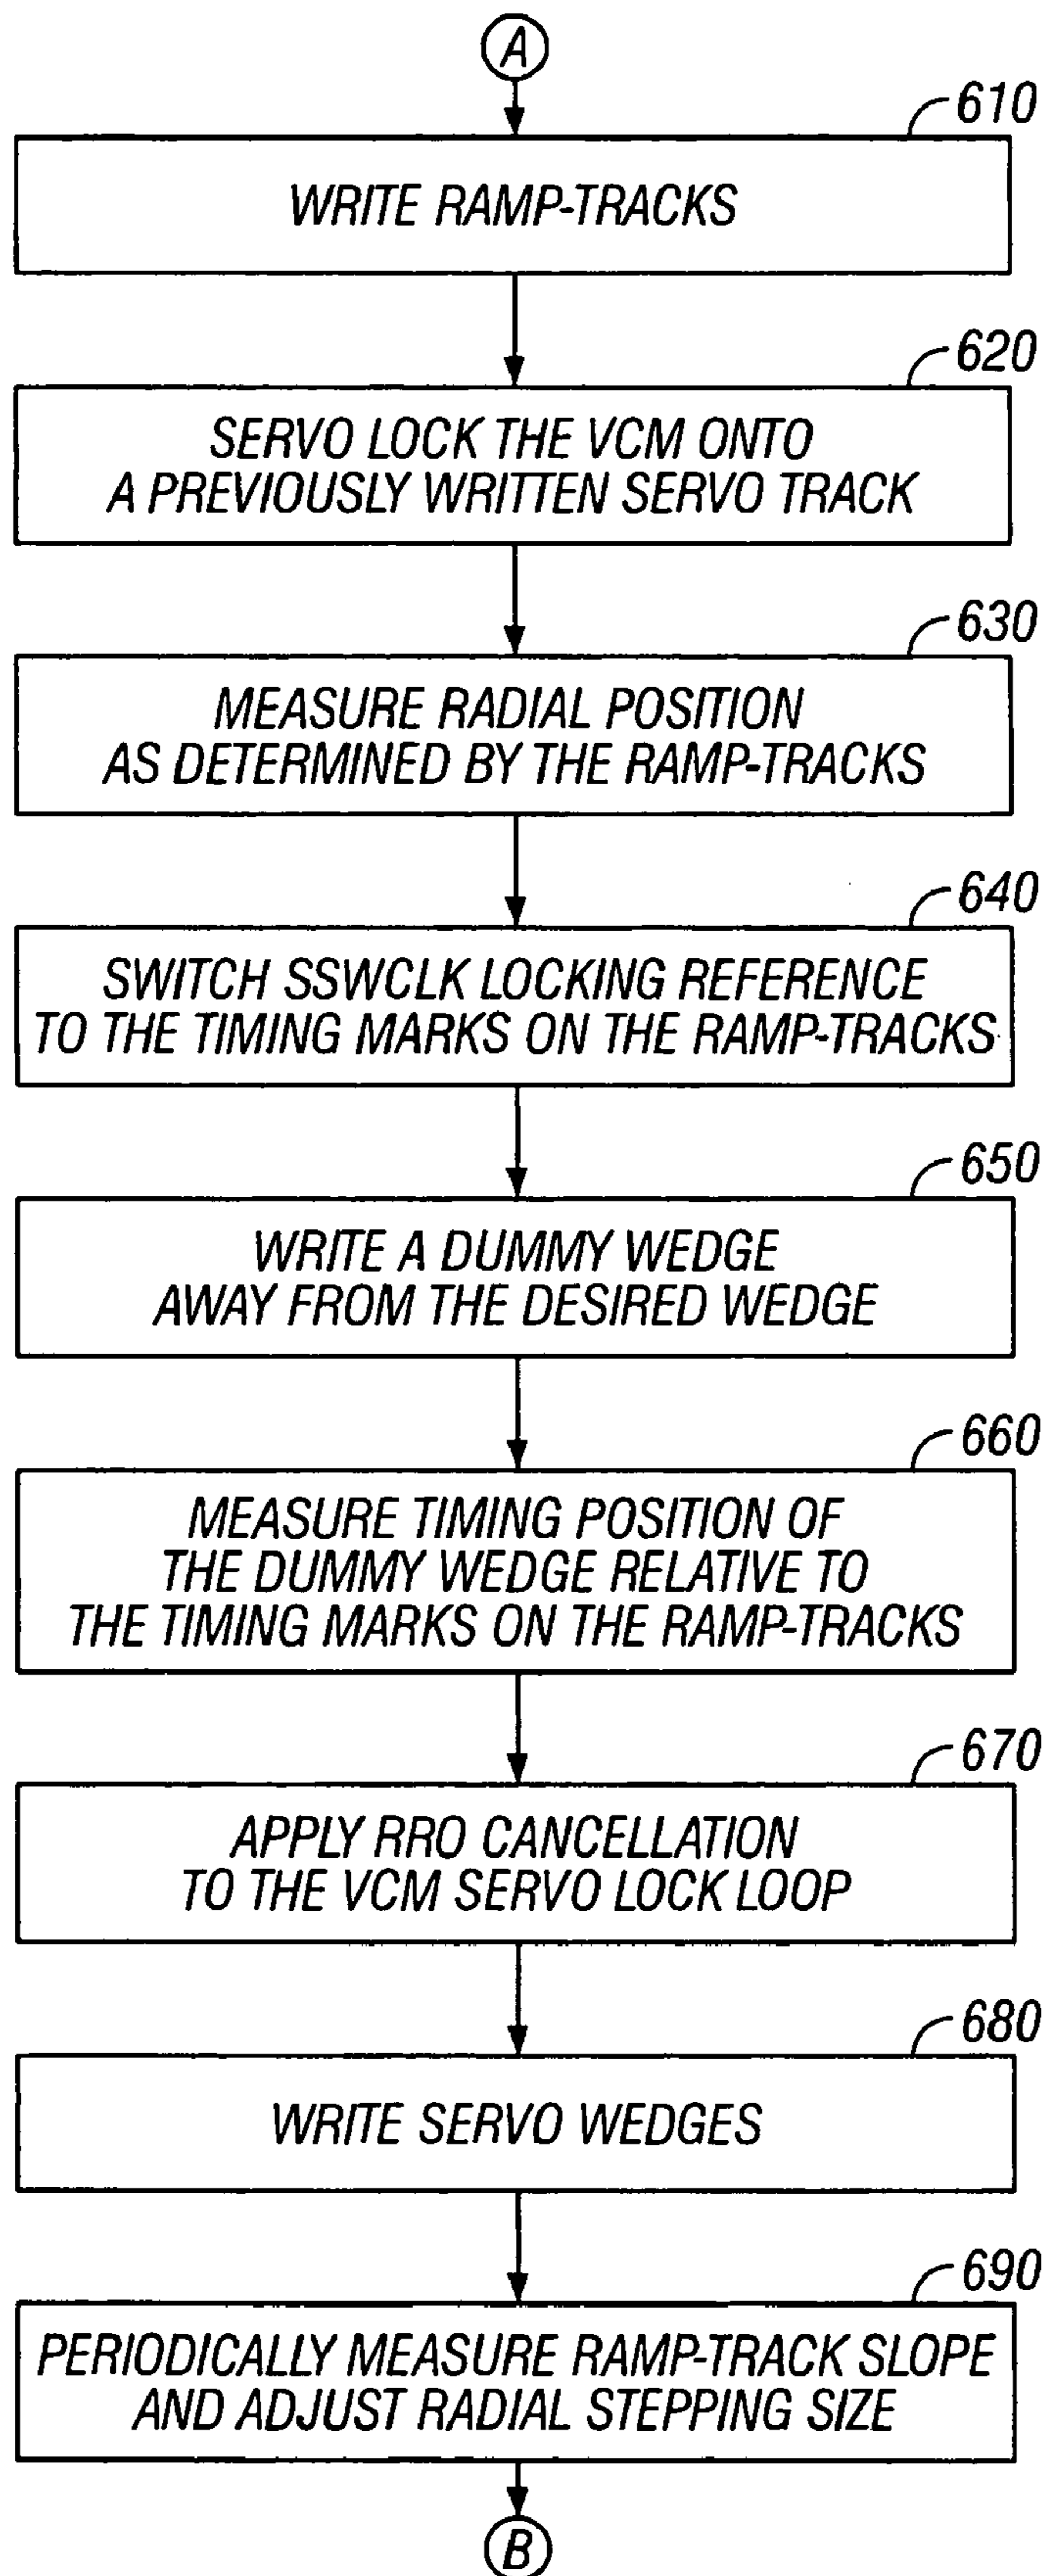 A
610
WRITE RAMP-TRACKS
620
SERVO LOCK THE VCM ONTO
A PREVIOUSLY WRITTEN SERVO TRACK
630
MEASURE RADIAL POSITION
AS DETERMINED BY THE RAMP-TRACKS
640
SWITCH SSWCLK LOCKING REFERENCE
TO THE TIMING MARKS ON THE RAMP-TRACKS
650
WRITE A DUMMY WEDGE
AWAY FROM THE DESIRED WEDGE
660
MEASURE TIMING POSITION OF
THE DUMMY WEDGE RELATIVE TO
THE TIMING MARKS ON THE RAMP-TRACKS
670
APPLY RRO CANCELLATION
TO THE VCM SERVO LOCK LOOP
680
WRITE SERVO WEDGES
690
PERIODICALLY MEASURE RAMP-TRACK SLOPE
AND ADJUST RADIAL STEPPING SIZE
B